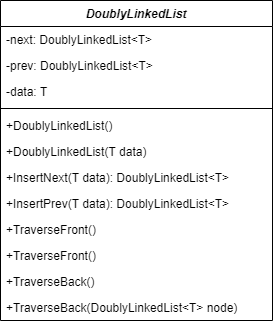 DoublyLinkedList
-next: DoublyLinkedList<T>
-prev: DoublyLinkedList<T>
-data: T
+DoublyLinkedList()
+DoublyLinkedList(T data)
+InsertNext(T data): DoublyLinkedList<T>
+InsertPrev(T data): DoublyLinkedList<T>
+TraverseFront()
+TraverseFront()
+TraverseBack()
+TraverseBack(DoublyLinkedList<T> node)